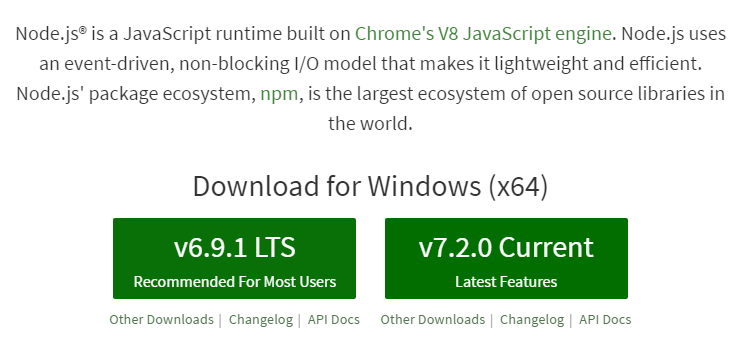 Node.js® is a JavaScript runtime built on Chrome's V8 JavaScript engine. Node.js uses
an event-driven, non-blocking I/O model that makes it lightweight and efficient.
Node.js' package ecosystem, npm, is the largest ecosystem of open source libraries in
the world.
Download for Windows (x64)
v6.9.1 LTS
Recommended For Most Users
Other Downloads | Changelog | API Docs
v7.2.0 Current
Latest Features
Other Downloads | Changelog | API Docs